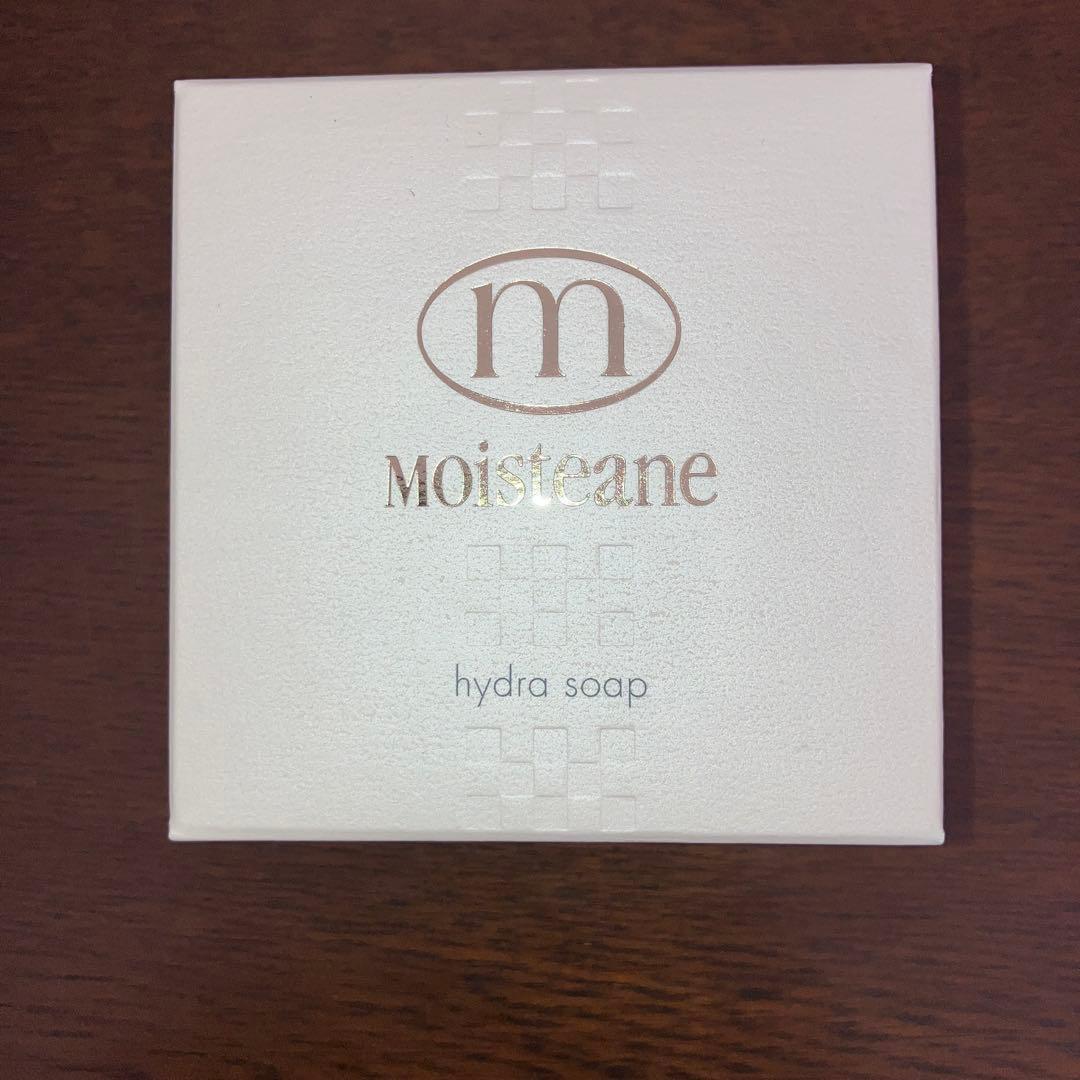 m
Moisteane
hydra soap